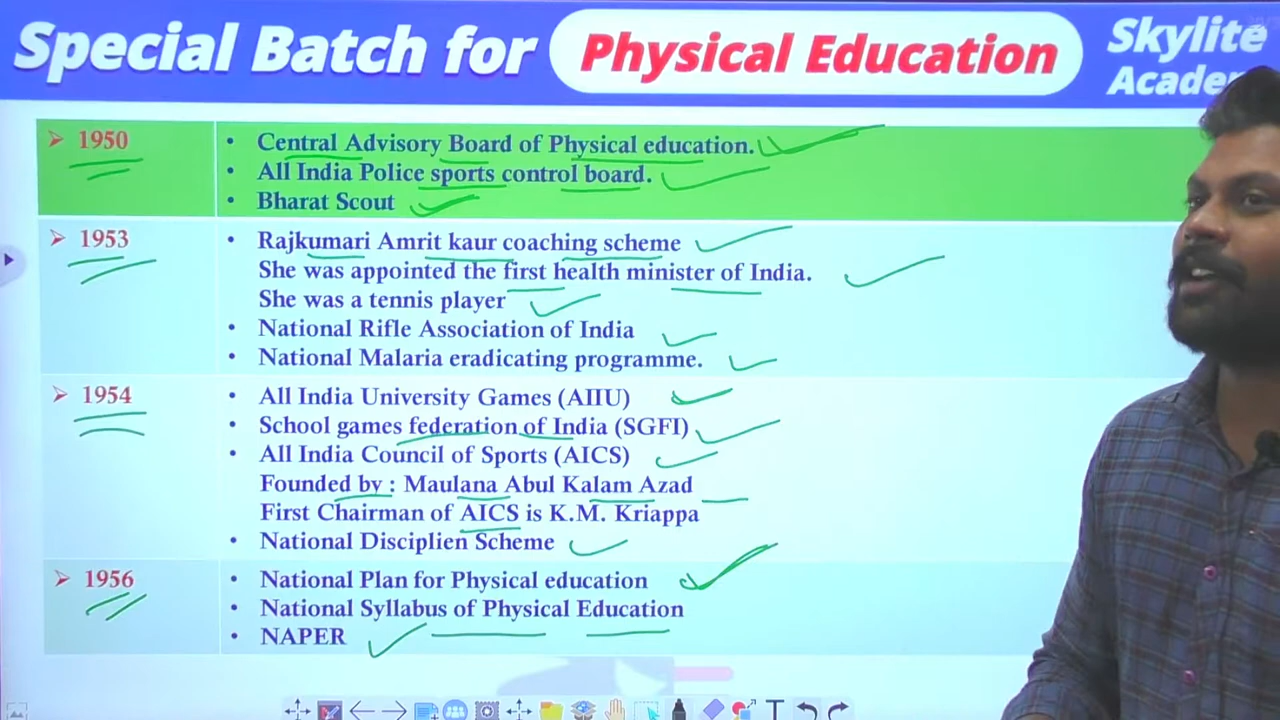 Special Batch for Physical Education Skylite
Acade
➢ 1950
• Central Advisory Board of Physical education.
• All India Police sports control board.
• Bharat Scout
➢ 1953
• Rajkumari Amrit kaur coaching scheme
She was appointed the first health minister of India.
She was a tennis player
• National Rifle Association of India
• National Malaria eradicating programme.
➢ 1954
• All India University Games (AIIU)
• School games federation of India (SGFI)
• All India Council of Sports (AICS)
Founded by : Maulana Abul Kalam Azad
First Chairman of AICS is K.M. Kriappa
• National Disciplien Scheme
➢ 1956
• National Plan for Physical education
• National Syllabus of Physical Education
• NAPER